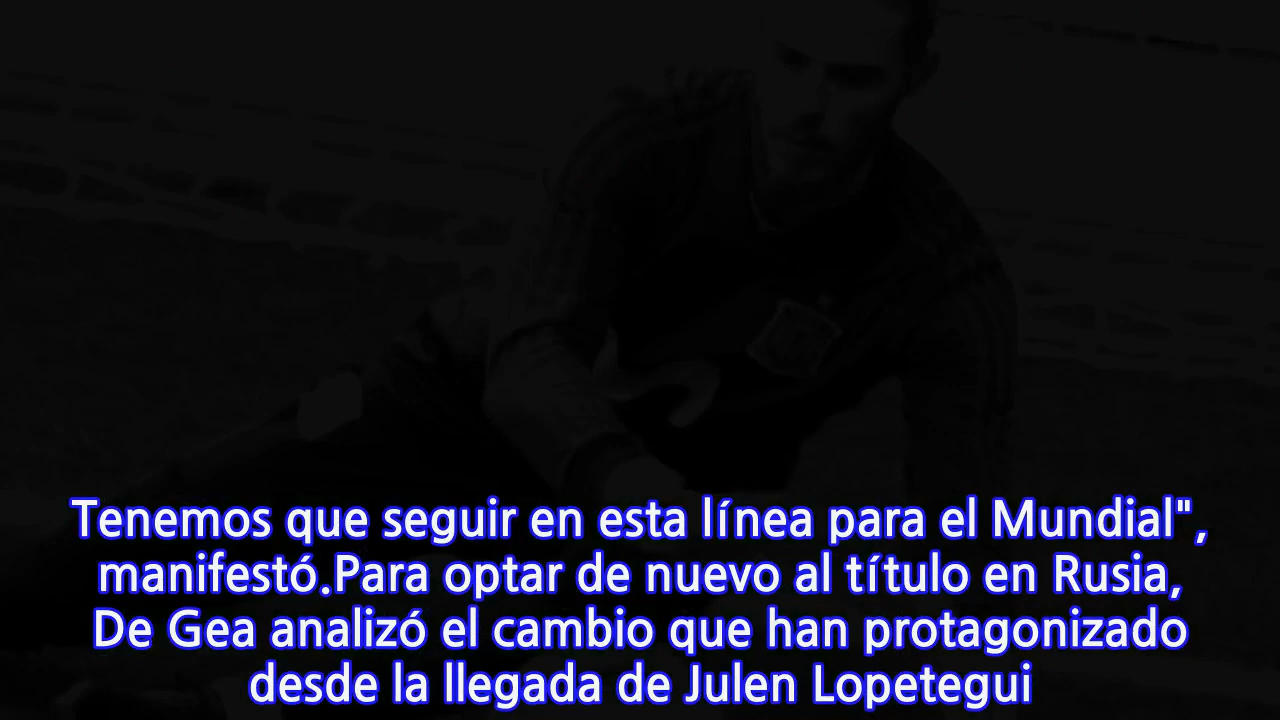 Tenemos que seguir en esta línea para el Mundial",
manifestó.Para optar de nuevo al título en Rusia,
De Gea analizó el cambio que han protagonizado
desde la llegada de Julen Lopetegui